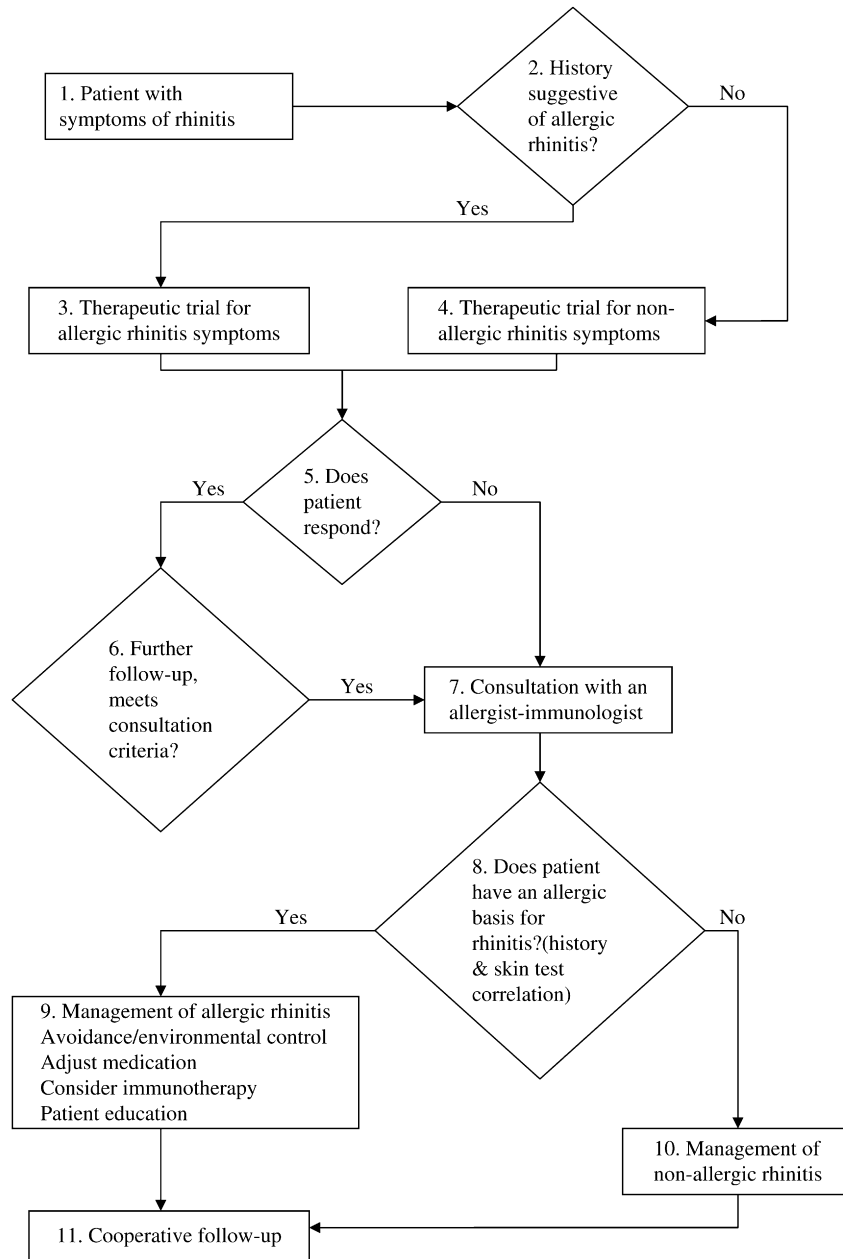 1. Patient with
symptoms of rhinitis
2. History
suggestive
of allergic
rhinitis?
No
Yes
3. Therapeutic trial for
allergic rhinitis symptoms
4. Therapeutic trial for non-
allergic rhinitis symptoms
5. Does
patient
respond?
Yes
No
6. Further
follow-up,
meets
consultation
criteria?
Yes
7. Consultation with an
allergist-immunologist
8. Does patient
have an allergic
basis for
rhinitis?(history
& skin test
correlation)
Yes
No
9. Management of allergic rhinitis
Avoidance/environmental control
Adjust medication
Consider immunotherapy
Patient education
10. Management of
non-allergic rhinitis
11. Cooperative follow-up